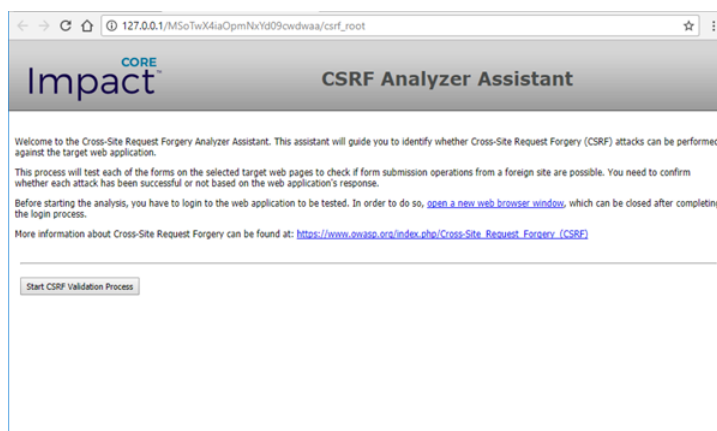 127.0.0.1/MSoTwX4iaOpmNxYd09cwdwaa/csrf_root
CORE
Impact™
CSRF Analyzer Assistant
Welcome to the Cross-Site Request Forgery Analyzer Assistant. This assistant will guide you to identify whether Cross-Site Request Forgery (CSRF) attacks can be performed
against the target web application.
This process will test each of the forms on the selected target web pages to check if form submission operations from a foreign site are possible. You need to confirm
whether each attack has been successful or not based on the web application's response.
Before starting the analysis, you have to login to the web application to be tested. In order to do so, open a new web browser window, which can be closed after completing
the login process.
More information about Cross-Site Request Forgery can be found at: https://www.owasp.org/index.php/Cross-Site_Request_Forgery_(CSRF)
Start CSRF Validation Process